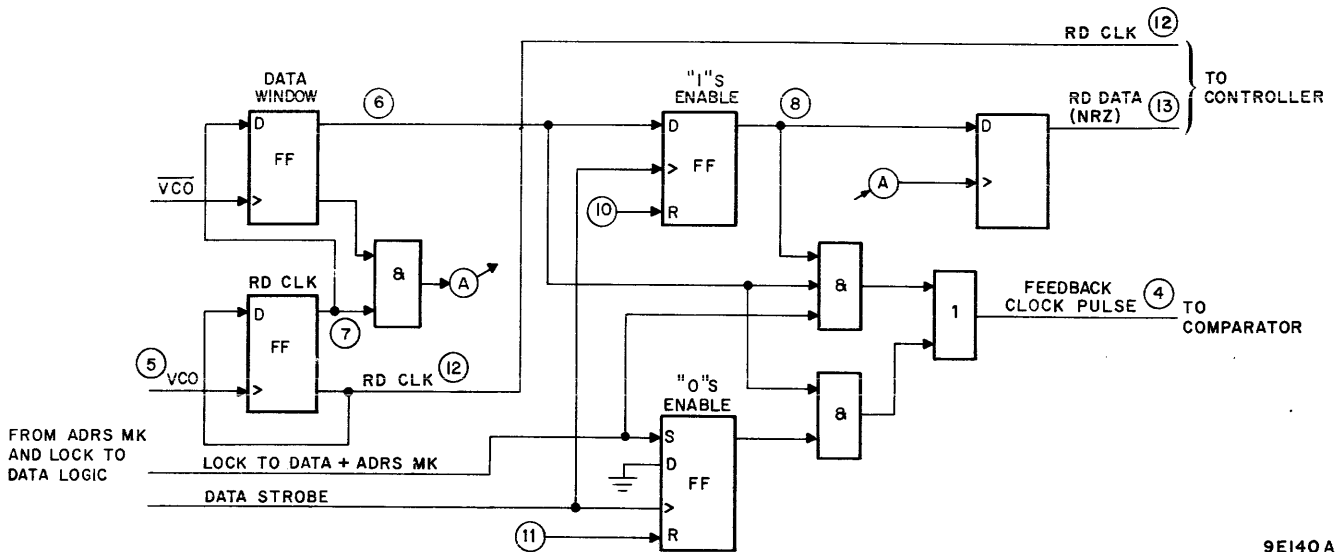 RD CLK 12
DATA
WINDOW
6
"1"S
ENABLE
8
TO
CONTROLLER
RD DATA 13
(NRZ)
D
FF
>
VCO
D
>
FF
R
10
D
>
A
&
A
RD CLK
7
D
FF
>
5 VCO
RD CLK 12
&
1
FEEDBACK 4
CLOCK PULSE
TO
COMPARATOR
&
"0"S
ENABLE
FROM ADRS MK
AND LOCK TO
DATA LOGIC
LOCK TO DATA + ADRS MK
DATA STROBE
S
D
FF
>
R
11
9E140A